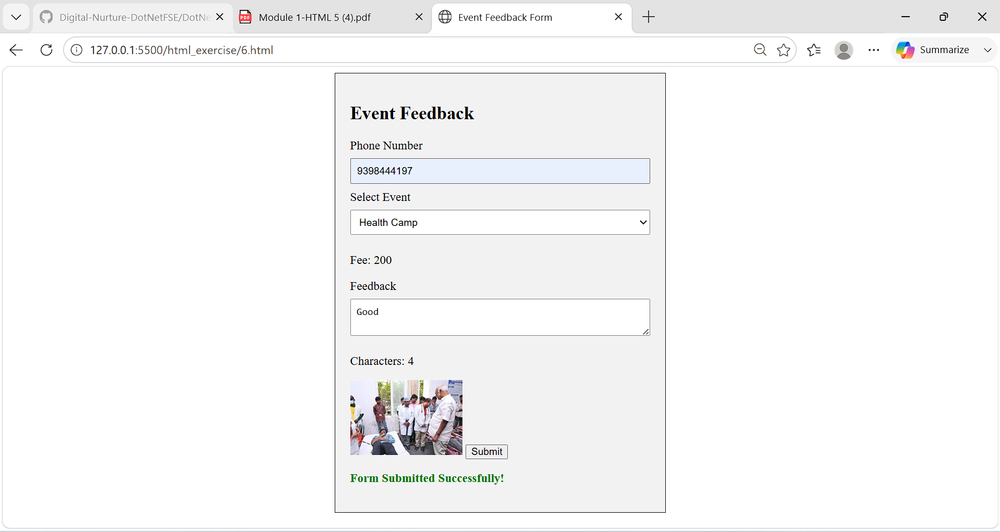 Digital-Nurture-DotNetFSE/DotNe
Module 1-HTML 5 (4).pdf
Event Feedback Form
127.0.0.1:5500/html_exercise/6.html
Summarize
Event Feedback
Phone Number
9398444197
Select Event
Health Camp
Fee: 200
Feedback
Good
Characters: 4
Submit
Form Submitted Successfully!